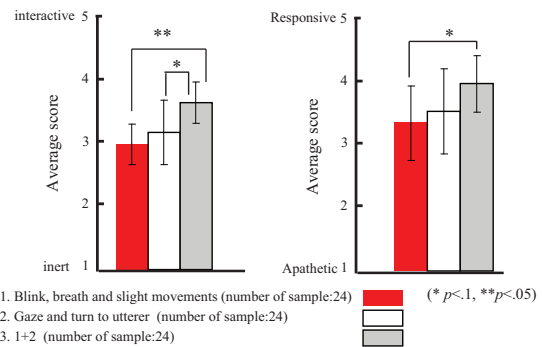 interactive 5
**
*
4
3
2
inert 1
Average score
Responsive 5
*
4
3
2
Apathetic 1
Average score
1. Blink, breath and slight movements (number of sample:24)
(* p<.1, **p<.05)
2. Gaze and turn to utterer (number of sample:24)
3. 1+2 (number of sample:24)